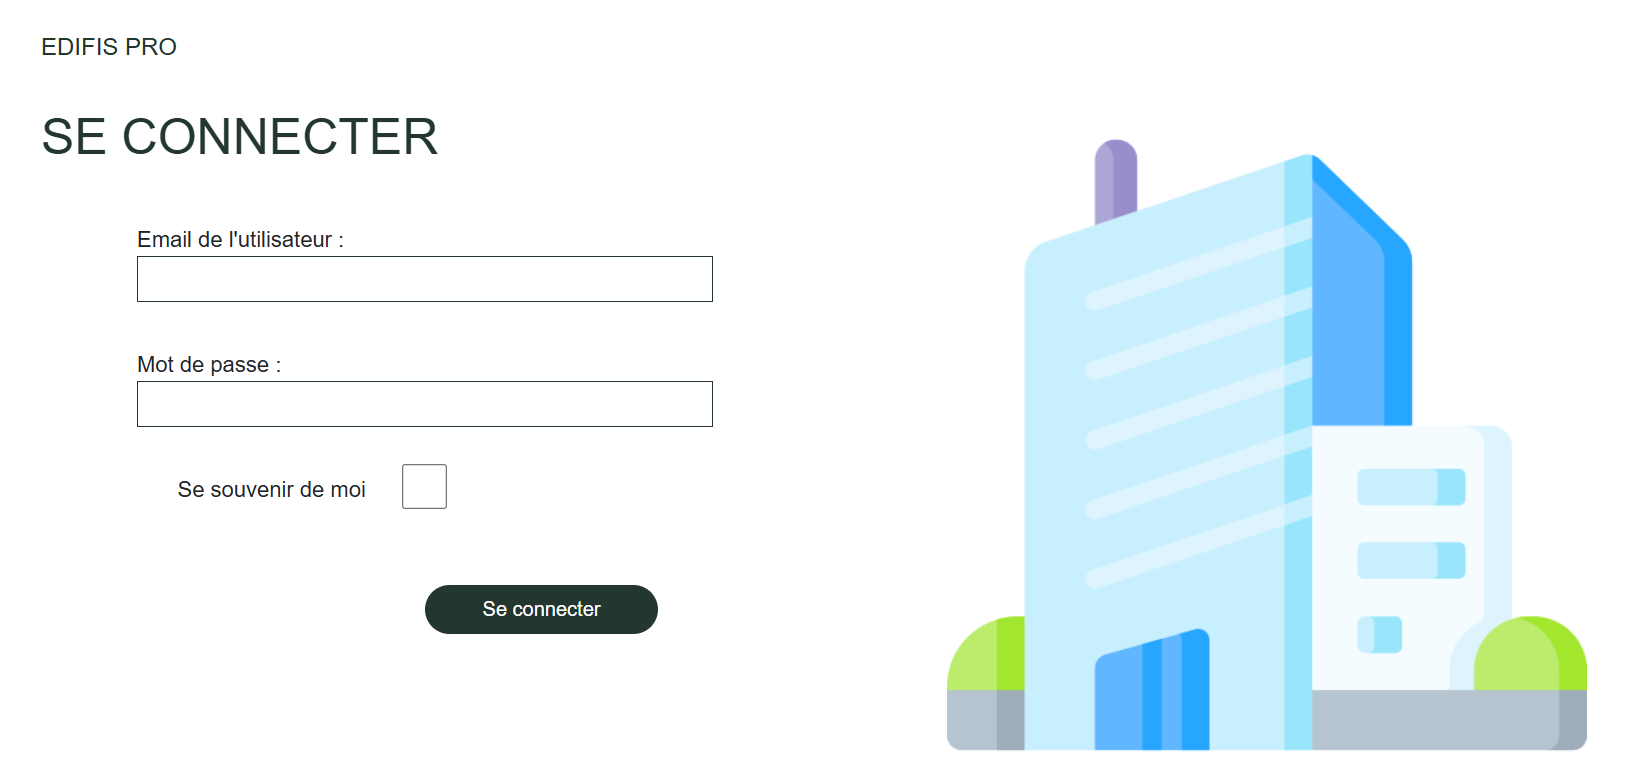 EDIFIS PRO
SE CONNECTER
Email de l'utilisateur :
Mot de passe :
Se souvenir de moi
Se connecter